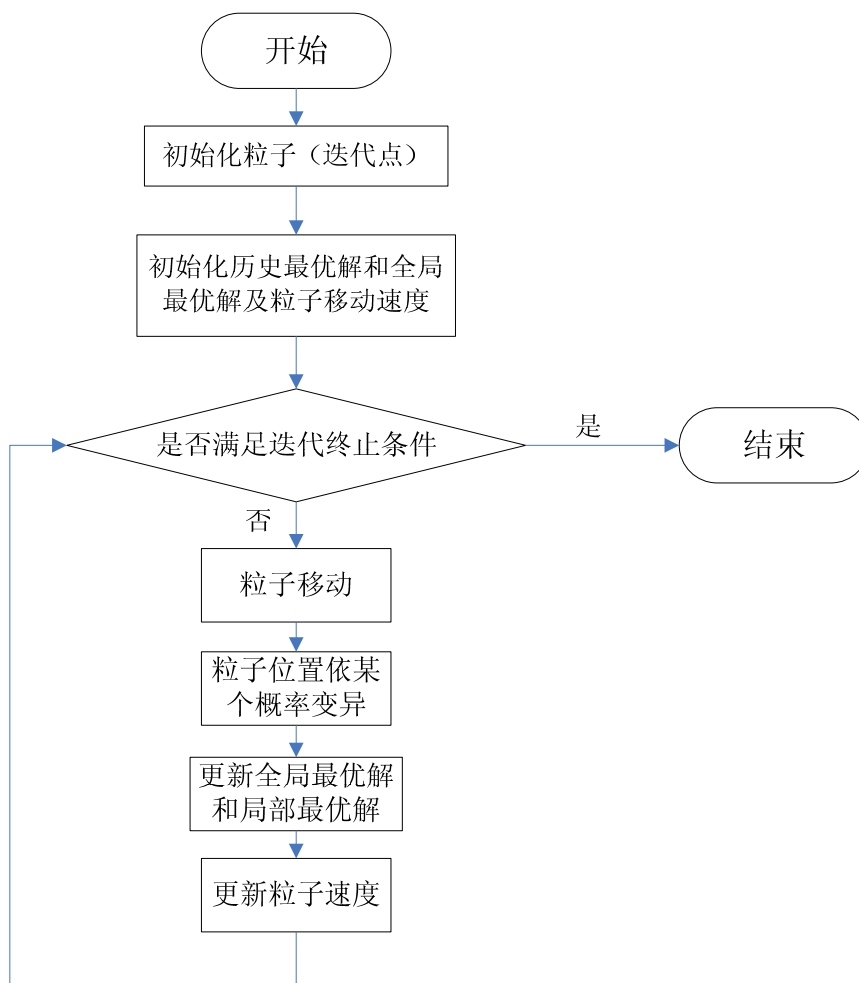 开始
初始化粒子（迭代点）
初始化历史最优解和全局
最优解及粒子移动速度
是否满足迭代终止条件
是
结束
否
粒子移动
粒子位置依某
个概率变异
更新全局最优解
和局部最优解
更新粒子速度